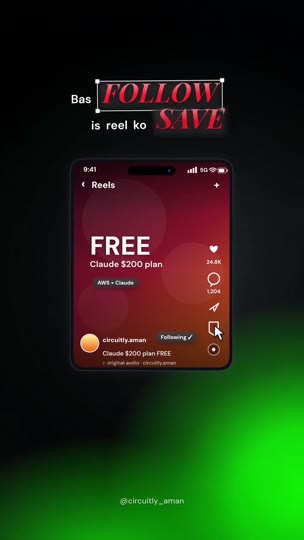 Bas FOLLOW
is reel ko SAVE
9:41 5G
‹ Reels +
FREE
Claude $200 plan
AWS + Claude
24.8K
1,204
circuitly.aman Following ✓
Claude $200 plan FREE
♪ original audio · circuitly.aman
@circuitly_aman